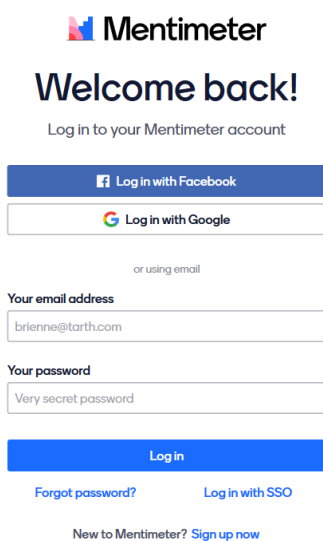 Mentimeter
Welcome back!
Log in to your Mentimeter account
Log in with Facebook
Log in with Google
or using email
Your email address
brienne@tarth.com
Your password
Very secret password
Log in
Forgot password? Log in with SSO
New to Mentimeter? Sign up now